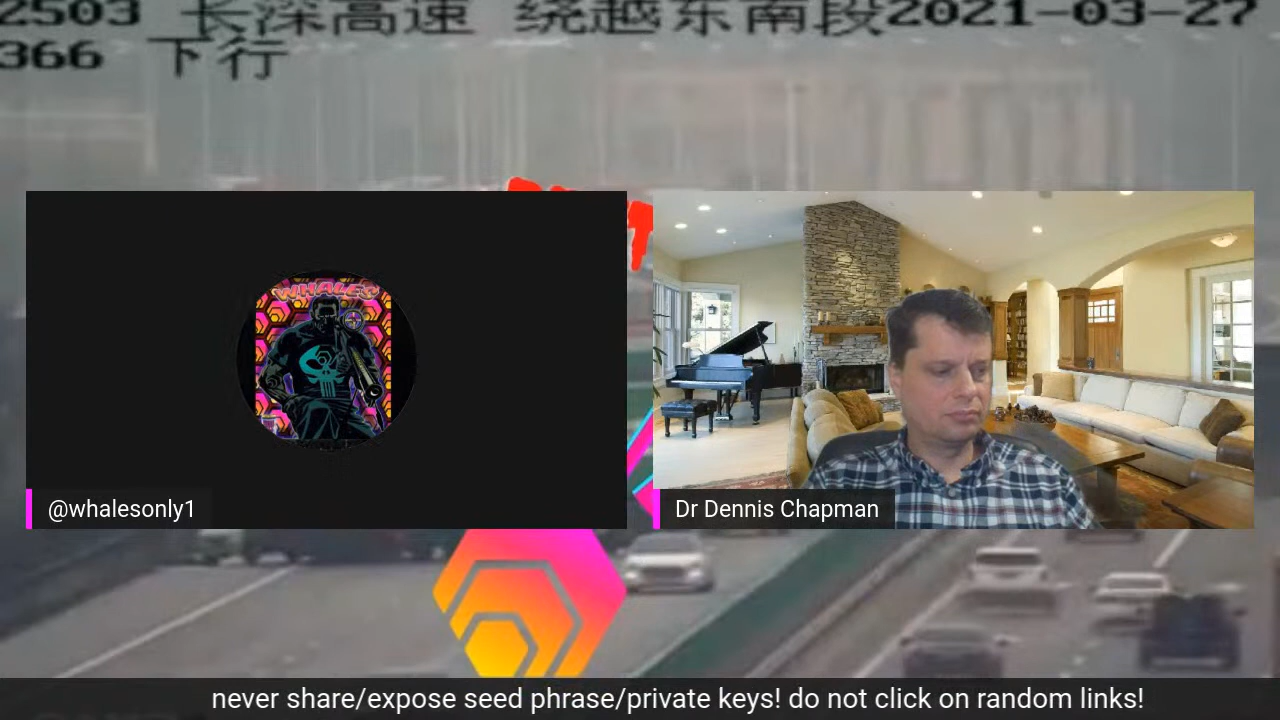 2503 长深高速 绕越东南段2021-03-27
366 下行
WHALES
@whalesonly1
Dr Dennis Chapman
never share/expose seed phrase/private keys! do not click on random links!